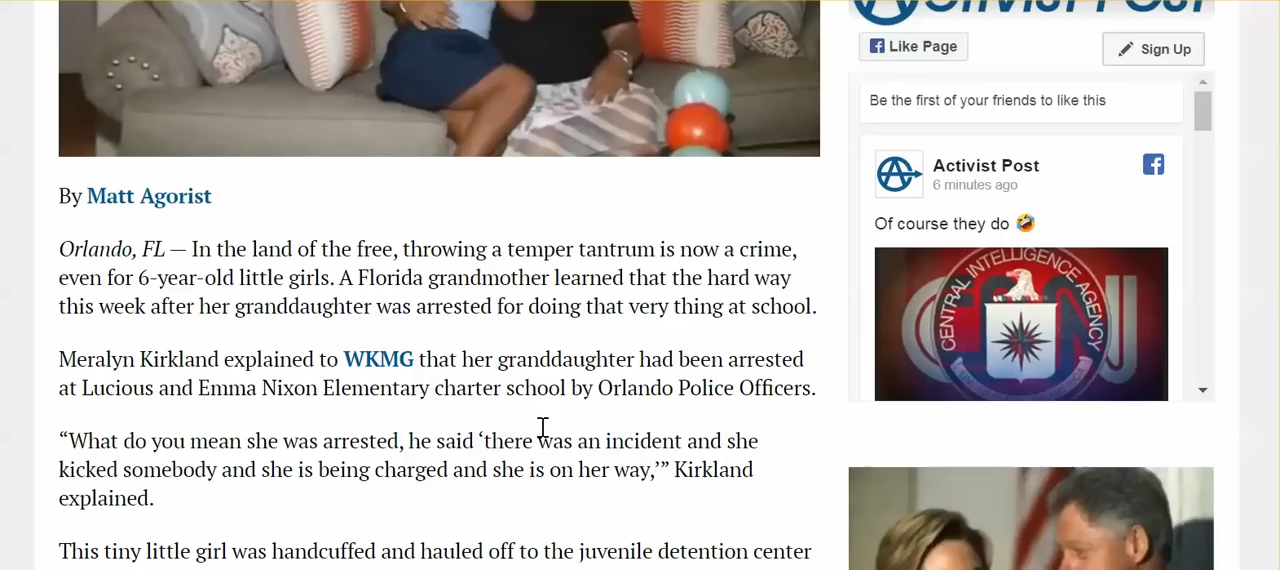 By Matt Agorist
Orlando, FL — In the land of the free, throwing a temper tantrum is now a crime,
even for 6-year-old little girls. A Florida grandmother learned that the hard way
this week after her granddaughter was arrested for doing that very thing at school.
Meralyn Kirkland explained to WKMG that her granddaughter had been arrested
at Lucious and Emma Nixon Elementary charter school by Orlando Police Officers.
“What do you mean she was arrested, he said ‘there was an incident and she
kicked somebody and she is being charged and she is on her way,’” Kirkland
explained.
This tiny little girl was handcuffed and hauled off to the juvenile detention center
Activist Post
Like Page
Sign Up
Be the first of your friends to like this
Activist Post
6 minutes ago
Of course they do 🤣
CENTRAL INTELLIGENCE AGENCY
CNN